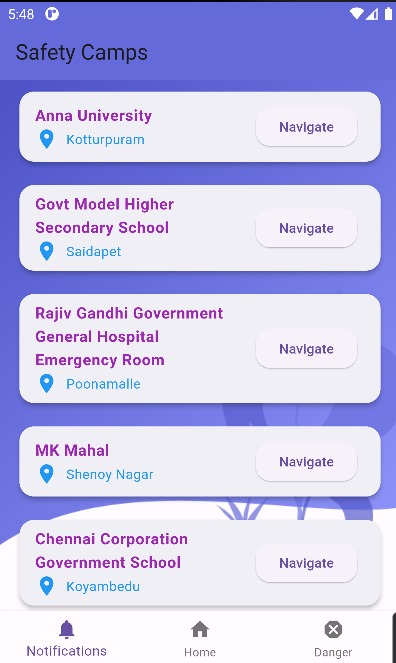 5:48
Safety Camps
Anna University
Kotturpuram
Navigate
Govt Model Higher
Secondary School
Saidapet
Navigate
Rajiv Gandhi Government
General Hospital
Emergency Room
Poonamalle
Navigate
MK Mahal
Shenoy Nagar
Navigate
Chennai Corporation
Government School
Koyambedu
Navigate
Notifications
Home
Danger